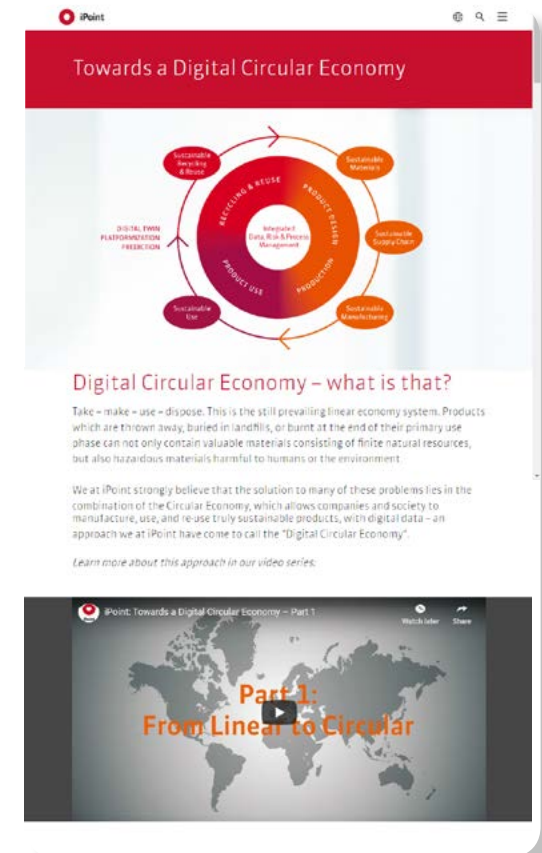 iPoint
Towards a Digital Circular Economy
Sustainable
Recycling
& Reuse
Sustainable
Materials
RECYCLING & REUSE
PRODUCT DESIGN
DIGITAL TWIN
PLATFORMIZATION
PREDICTION
Integrated
Data, Risk & Process
Management
Sustainable
Supply Chain
PRODUCT USE
PRODUCTION
Sustainable
Use
Sustainable
Manufacturing
Digital Circular Economy – what is that?
Take – make – use – dispose. This is the still prevailing linear economy system. Products
which are thrown away, buried in landfills, or burnt at the end of their primary use
phase can not only contain valuable materials consisting of finite natural resources,
but also hazardous materials harmful to humans or the environment.
We at iPoint strongly believe that the solution to many of these problems lies in the
combination of the Circular Economy, which allows companies and society to
manufacture, use, and re-use truly sustainable products, with digital data – an
approach we at iPoint have come to call the "Digital Circular Economy".
Learn more about this approach in our video series:
iPoint: Towards a Digital Circular Economy – Part 1
Watch later
Share
Part 1:
From Linear to Circular